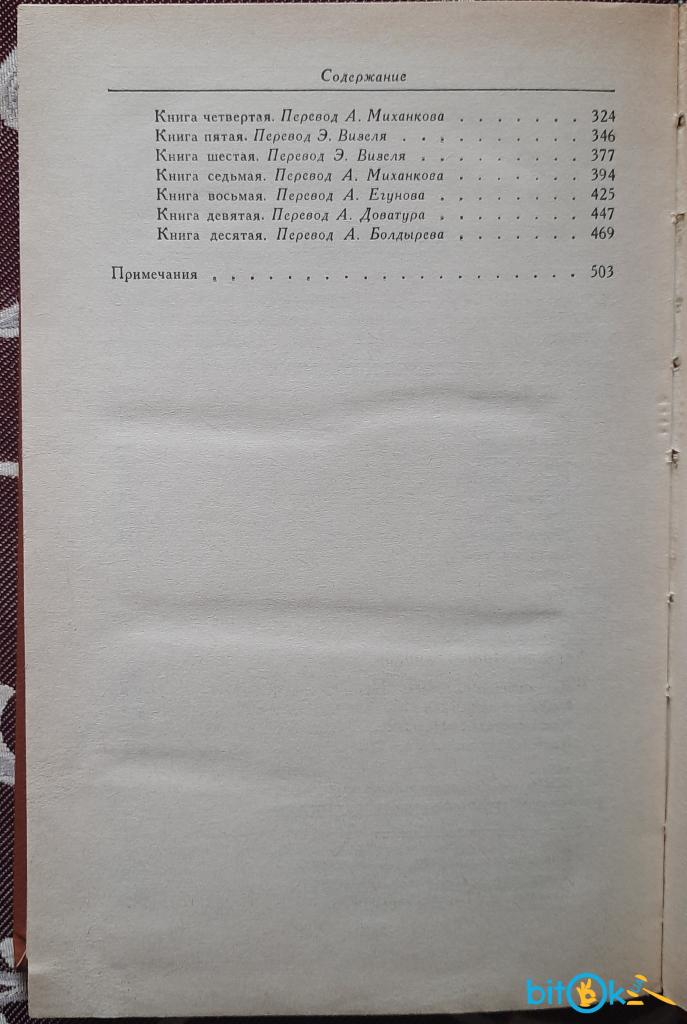 Содержание
Книга четвертая. Перевод А. Миханкова . . . . . . . 324
Книга пятая. Перевод Э. Визеля . . . . . . . . . . 346
Книга шестая. Перевод Э. Визеля . . . . . . . . . 377
Книга седьмая. Перевод А. Миханкова . . . . . . . 394
Книга восьмая. Перевод А. Егунова . . . . . . . . 425
Книга девятая. Перевод А. Доватура . . . . . . . . 447
Книга десятая. Перевод А. Болдырева . . . . . . . 469
Примечания . . . . . . . . . . . . . . . . . . . . 503
bitok